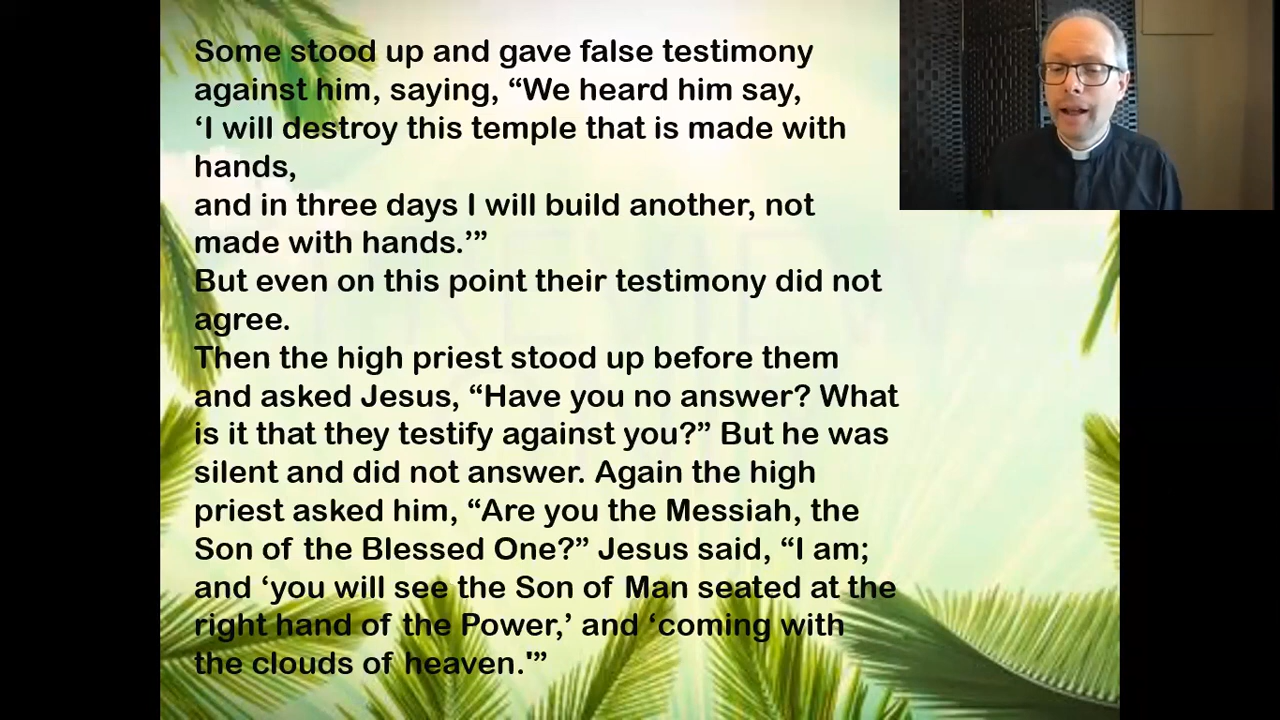 Some stood up and gave false testimony
against him, saying, “We heard him say,
‘I will destroy this temple that is made with
hands,
and in three days I will build another, not
made with hands.’”
But even on this point their testimony did not
agree.
Then the high priest stood up before them
and asked Jesus, “Have you no answer? What
is it that they testify against you?” But he was
silent and did not answer. Again the high
priest asked him, “Are you the Messiah, the
Son of the Blessed One?” Jesus said, “I am;
and ‘you will see the Son of Man seated at the
right hand of the Power,’ and ‘coming with
the clouds of heaven.'”